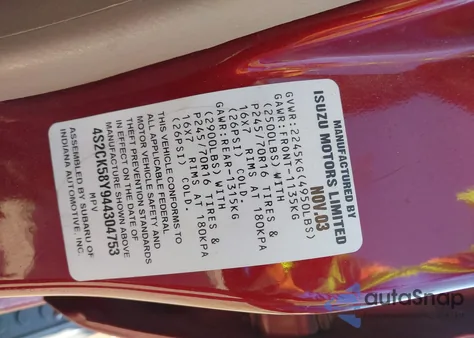 MANUFACTURED BY
ISUZU MOTORS LIMITED
NOV.03
GVWR:2245KG(4950LBS)
GAWR:FRONT-1135KG
(2500LBS) WITH
P245/70R16 TIRES &
16X7 RIMS AT 180KPA
(26PSI) COLD.
GAWR:REAR-1315KG
(2900LBS) WITH
P245/70R16 TIRES &
16X7 RIMS AT 180KPA
(26PSI) COLD.
THIS VEHICLE CONFORMS TO
ALL APPLICABLE FEDERAL
MOTOR VEHICLE SAFETY AND
THEFT PREVENTION STANDARDS
IN EFFECT ON THE DATE OF
MANUFACTURE SHOWN ABOVE
4S2CK58Y944304753
MPV
ASSEMBLED BY SUBARU OF
INDIANA AUTOMOTIVE, INC.
autaSnap